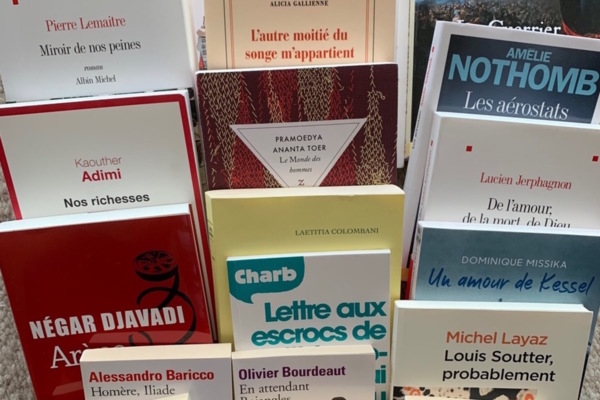 Pierre Lemaitre
Miroir de nos peines
roman
Albin Michel
ALICIA GALLIENNE
L'autre moitié du
songe m'appartient
Guerrier
AMÉLIE
NOTHOMB
Les aérostats
Kaouther
Adimi
Nos richesses
PRAMOEDYA
ANANTA TOER
Le Monde des
hommes
Z
Lucien Jerphagnon
De l'amour,
de la mort, de Dieu
NÉGAR DJAVADI
LAETITIA COLOMBANI
Charb
Lettre aux
escrocs de
DOMINIQUE MISSIKA
Un amour de Kessel
Michel Layaz
Louis Soutter,
probablement
Alessandro Baricco
Homère, Iliade
Olivier Bourdeaut
En attendant
Bojangles